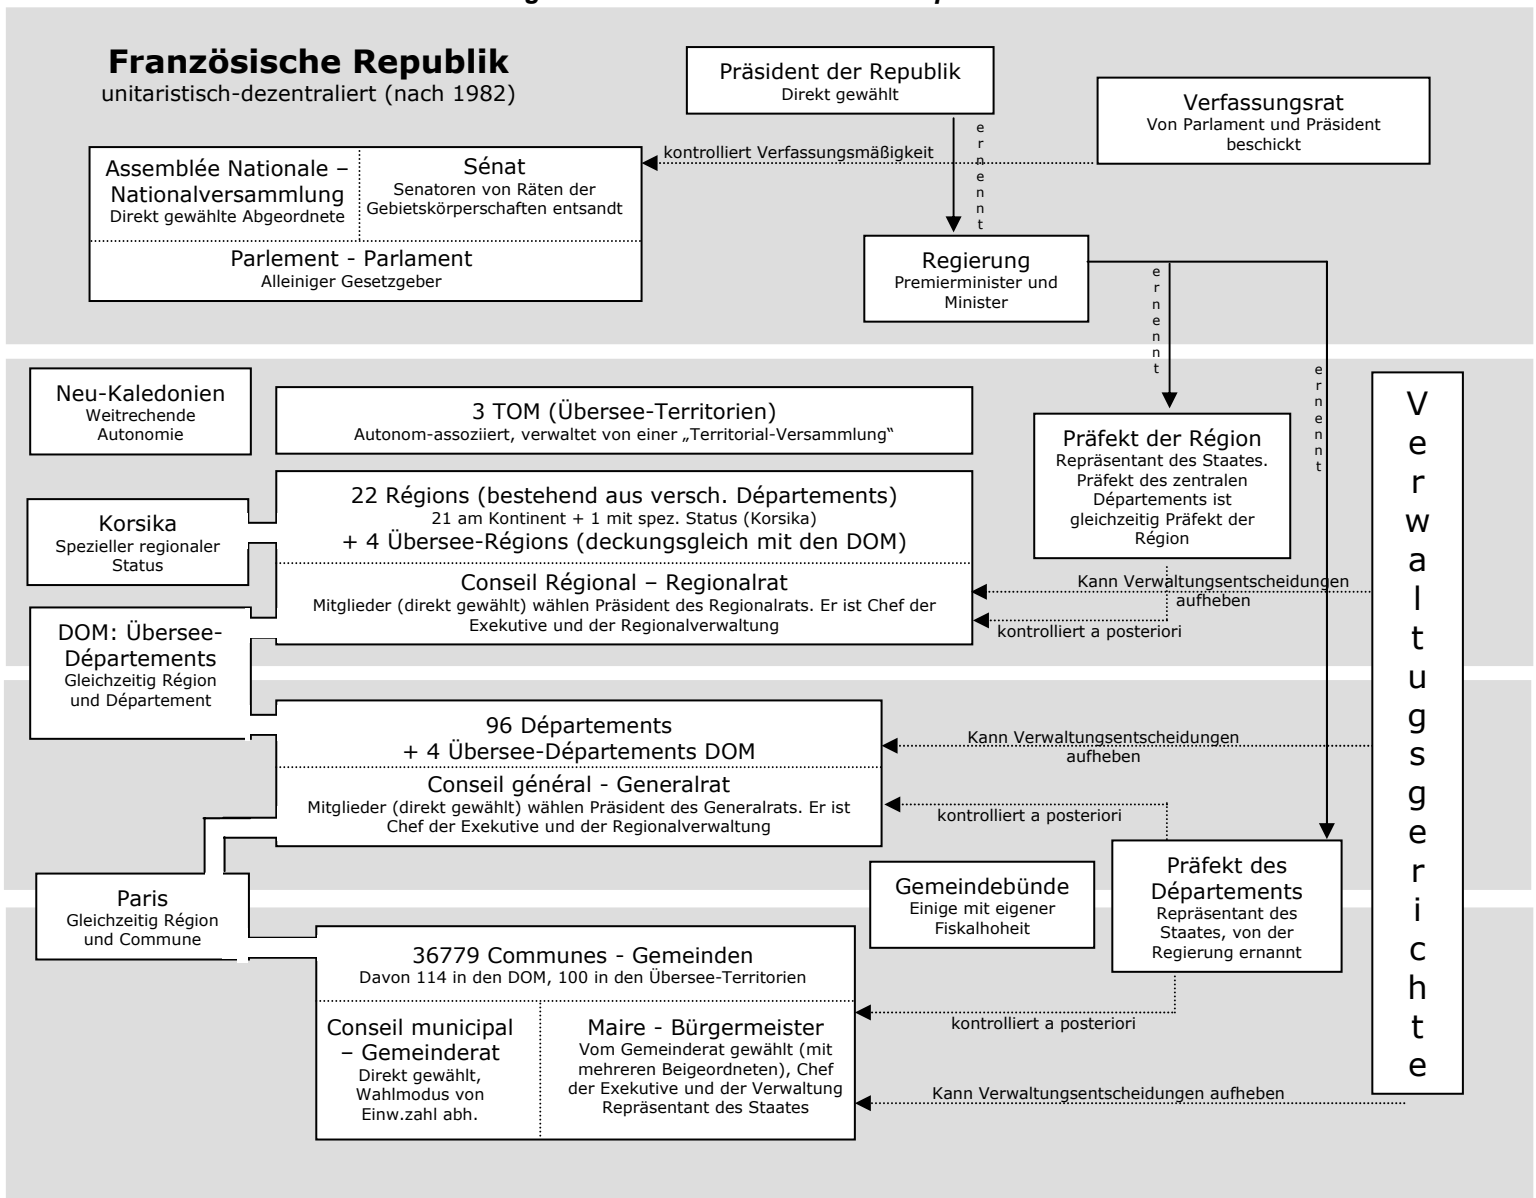 Französische Republik
unitaristisch-dezentraliert (nach 1982)
Präsident der Republik
Direkt gewählt
Verfassungsrat
Von Parlament und Präsident
beschickt
ernennt
kontrolliert Verfassungsmäßigkeit
Assemblée Nationale –
Nationalversammlung
Direkt gewählte Abgeordnete
Sénat
Senatoren von Räten der
Gebietskörperschaften entsandt
Parlement - Parlament
Alleiniger Gesetzgeber
Regierung
Premierminister und
Minister
ernennt
ernennt
Neu-Kaledonien
Weitrechende
Autonomie
3 TOM (Übersee-Territorien)
Autonom-assoziiert, verwaltet von einer „Territorial-Versammlung“
Präfekt der Région
Repräsentant des Staates.
Präfekt des zentralen
Départements ist
gleichzeitig Präfekt der
Région
Verwaltugsgerichte
Korsika
Spezieller regionaler
Status
22 Régions (bestehend aus versch. Départements)
21 am Kontinent + 1 mit spez. Status (Korsika)
+ 4 Übersee-Régions (deckungsgleich mit den DOM)
Conseil Régional – Regionalrat
Mitglieder (direkt gewählt) wählen Präsident des Regionalrats. Er ist Chef der
Exekutive und der Regionalverwaltung
Kann Verwaltungsentscheidungen
aufheben
kontrolliert a posteriori
DOM: Übersee-
Départements
Gleichzeitig Région
und Département
96 Départements
+ 4 Übersee-Départements DOM
Conseil général - Generalrat
Mitglieder (direkt gewählt) wählen Präsident des Generalrats. Er ist
Chef der Exekutive und der Regionalverwaltung
Kann Verwaltungsentscheidungen
aufheben
kontrolliert a posteriori
Präfekt des
Départements
Repräsentant des
Staates, von der
Regierung ernannt
Gemeindebünde
Einige mit eigener
Fiskalhoheit
Paris
Gleichzeitig Région
und Commune
36779 Communes - Gemeinden
Davon 114 in den DOM, 100 in den Übersee-Territorien
Conseil municipal
– Gemeinderat
Direkt gewählt,
Wahlmodus von
Einw.zahl abh.
Maire - Bürgermeister
Vom Gemeinderat gewählt (mit
mehreren Beigeordneten), Chef
der Exekutive und der Verwaltung
Repräsentant des Staates
kontrolliert a posteriori
Kann Verwaltungsentscheidungen aufheben